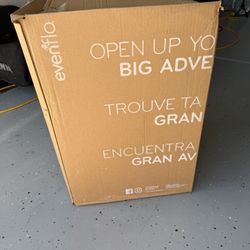 evenflo
OPEN UP YO
BIG ADVE
TROUVE TA
GRAN
ENCUENTRA
GRAN AV